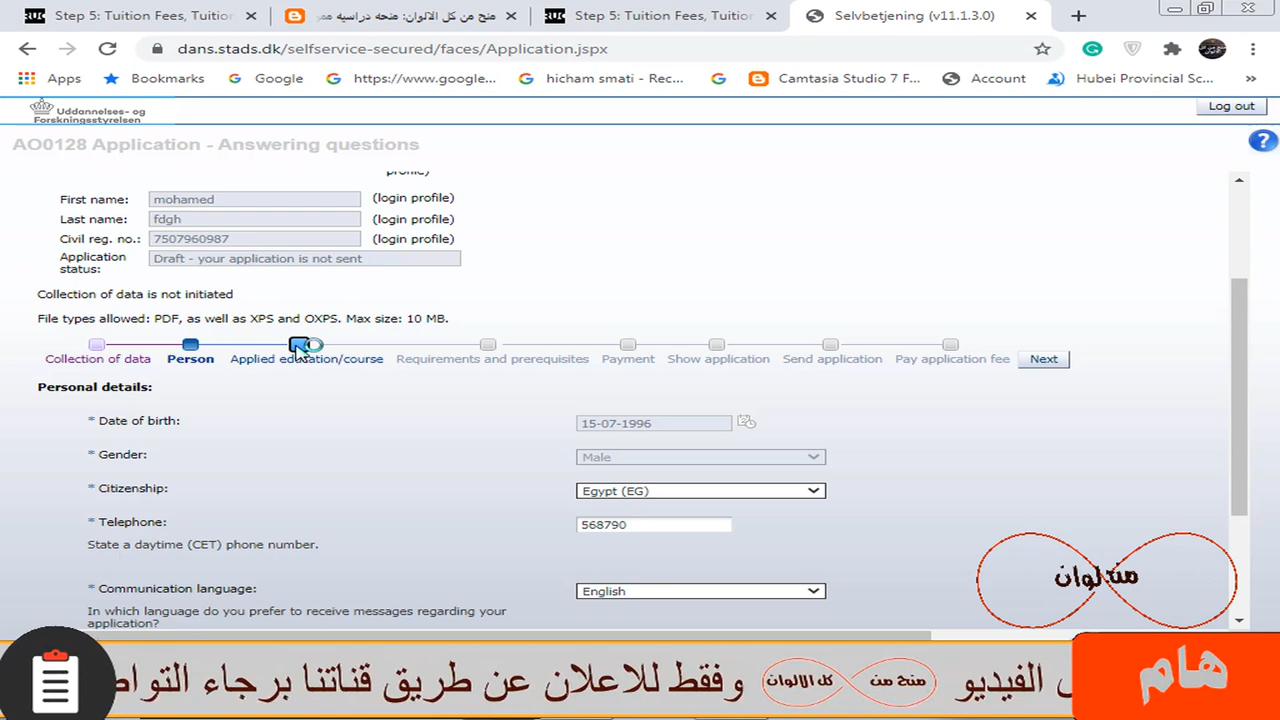 Step 5: Tuition Fees, Tuition
منح من كل الالوان: منحه دراسيه ممو
Step 5: Tuition Fees, Tuition
Selvbetjening (v11.1.3.0)
dans.stads.dk/selfservice-secured/faces/Application.jspx
Apps
Bookmarks
Google
https://www.google...
hicham smati - Rec...
Camtasia Studio 7 F...
Account
Hubei Provincial Sc...
»
Uddannelses- og
Forskningsstyrelsen
Log out
AO0128 Application - Answering questions
?
profile)
First name: mohamed (login profile)
Last name: fdgh (login profile)
Civil reg. no.: 7507960987 (login profile)
Application
status: Draft - your application is not sent
Collection of data is not initiated
File types allowed: PDF, as well as XPS and OXPS. Max size: 10 MB.
Collection of data Person Applied education/course Requirements and prerequisites Payment Show application Send application Pay application fee Next
Personal details:
* Date of birth: 15-07-1996
* Gender: Male
* Citizenship: Egypt (EG)
* Telephone: 568790
State a daytime (CET) phone number.
* Communication language: English
In which language do you prefer to receive messages regarding your
application?
هام
ل الفيديو منح من كل الالوان وفقط للاعلان عن طريق قناتنا برجاء التواص